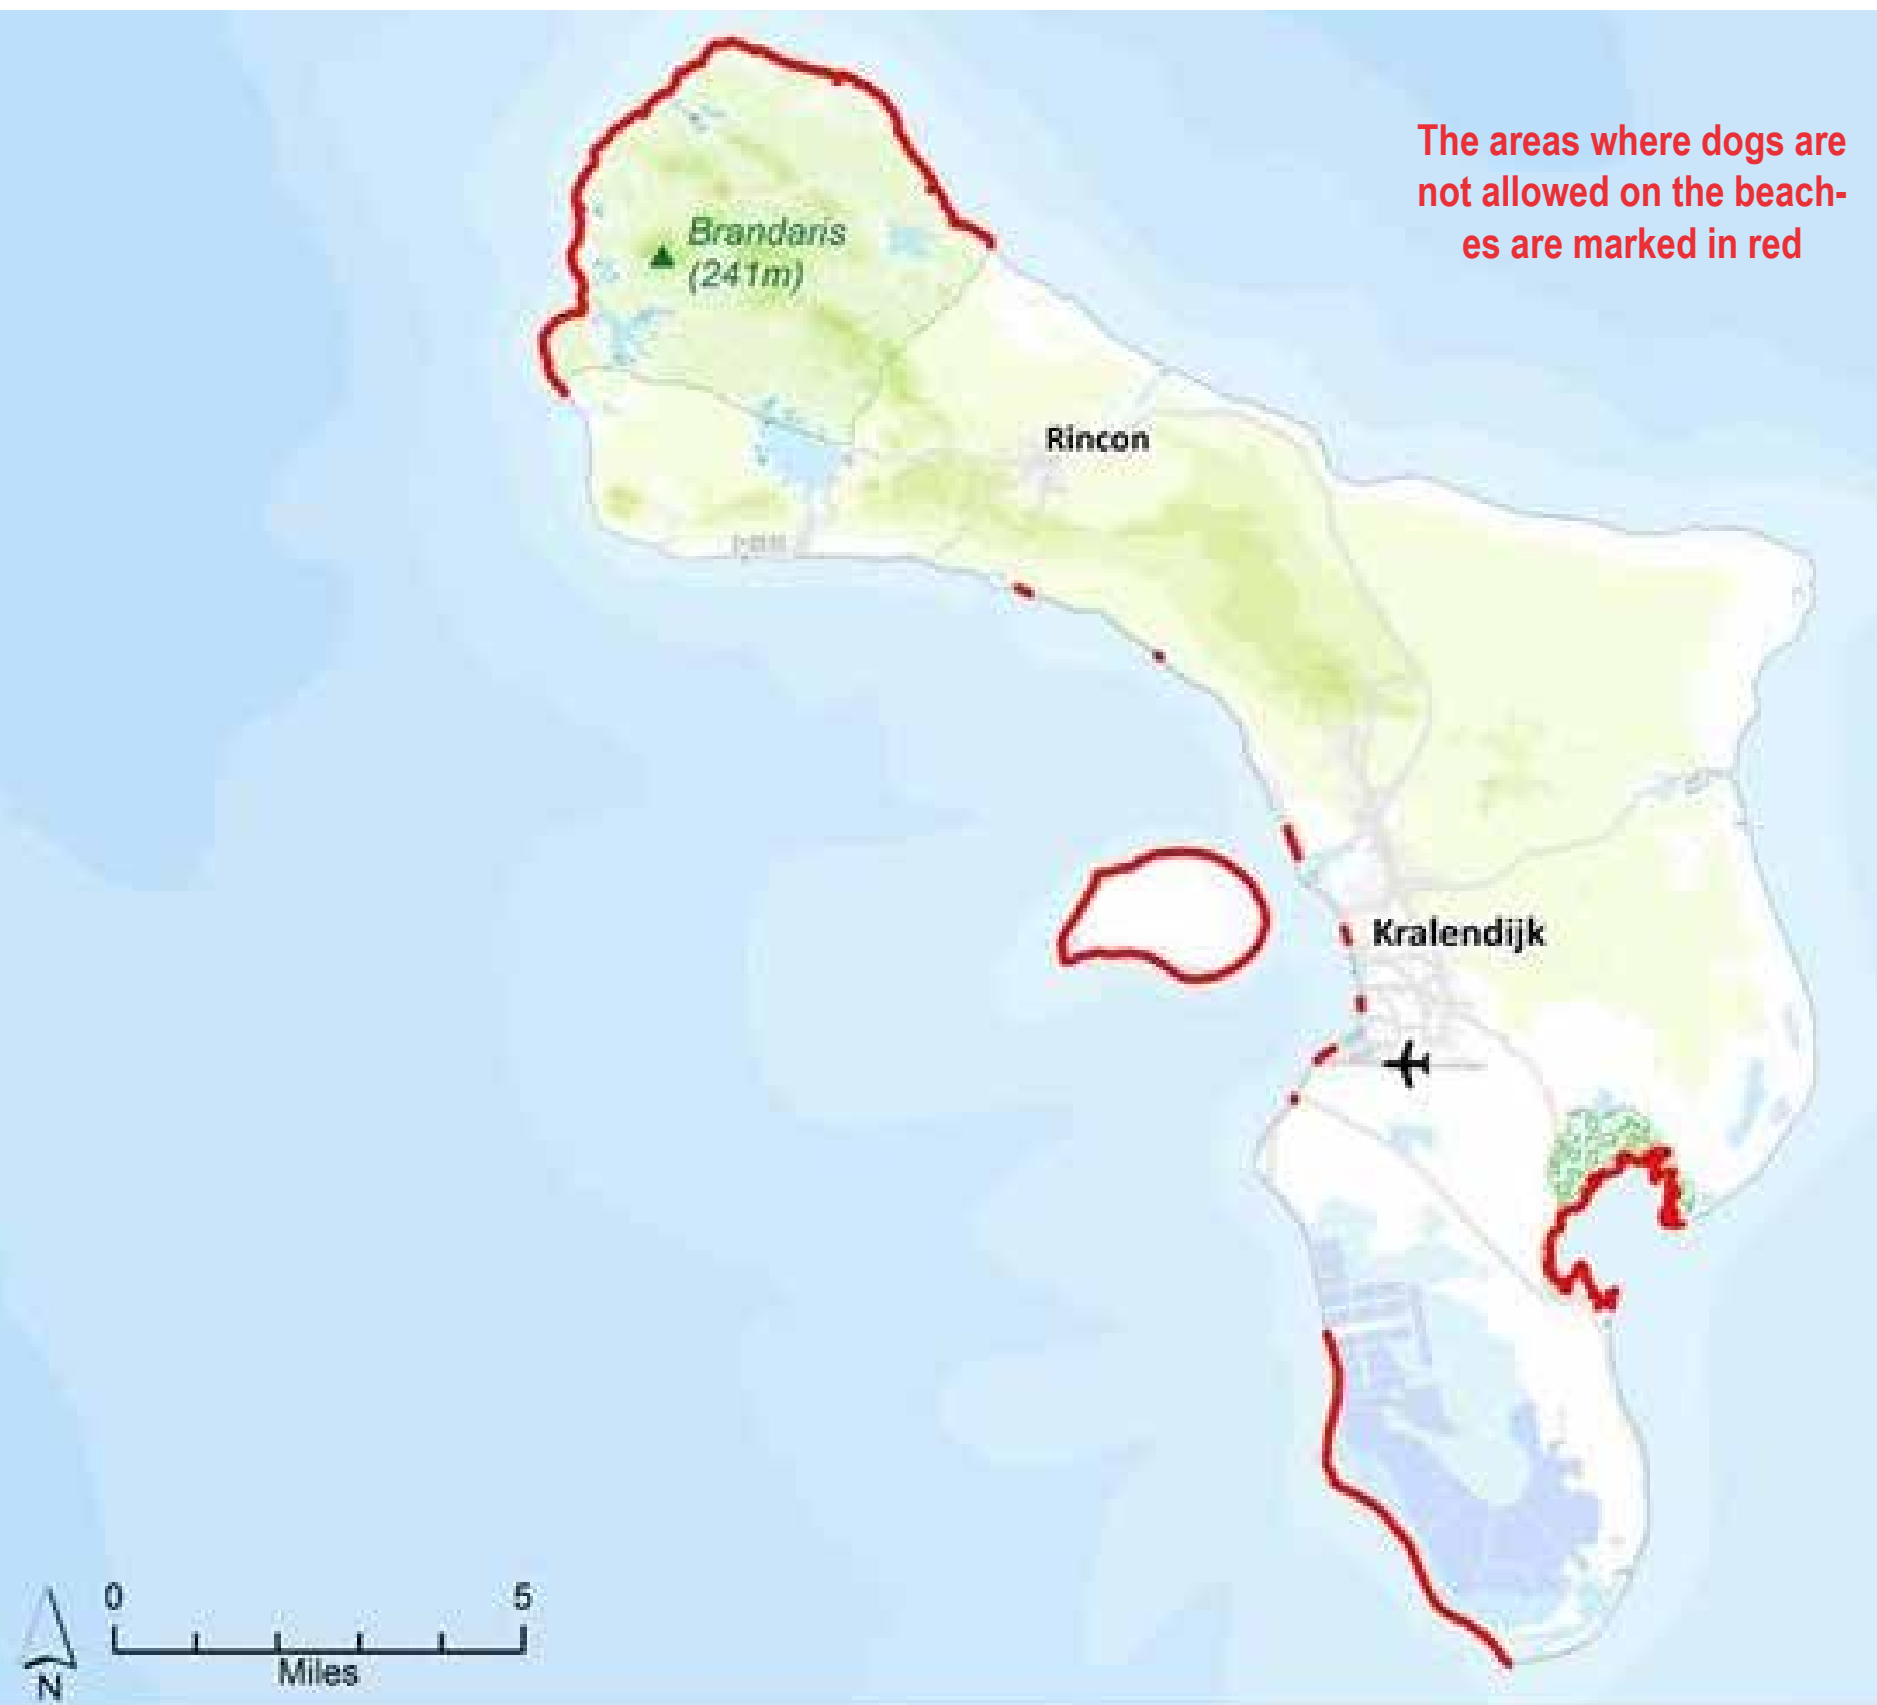 The areas where dogs are
not allowed on the beach-
es are marked in red
Brandaris
(241m)
Rincon
Kralendijk
0 5
Miles
N